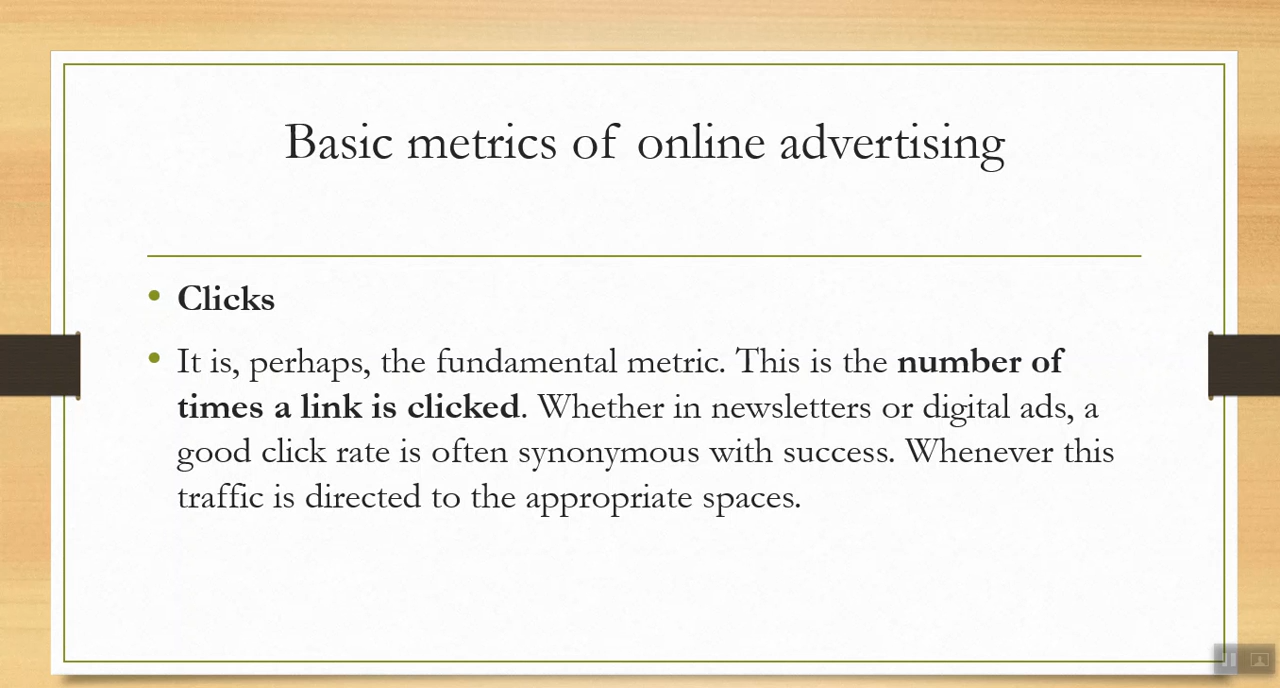 Basic metrics of online advertising
Clicks
It is, perhaps, the fundamental metric. This is the number of
times a link is clicked. Whether in newsletters or digital ads, a
good click rate is often synonymous with success. Whenever this
traffic is directed to the appropriate spaces.